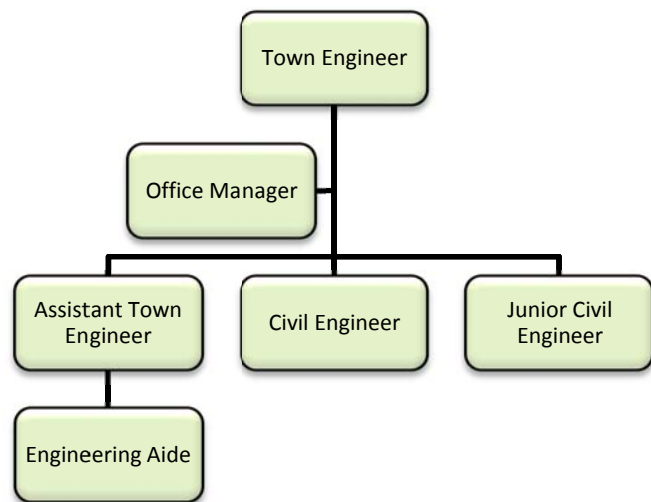 Town Engineer
Office Manager
Assistant Town
Engineer
Civil Engineer
Junior Civil
Engineer
Engineering Aide